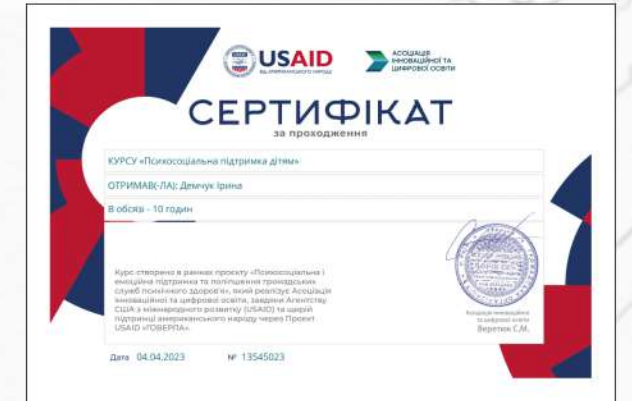 USAID
ВІД АМЕРИКАНСЬКОГО НАРОДУ
АСОЦІАЦІЯ
ІННОВАЦІЙНОЇ ТА
ЦИФРОВОЇ ОСВІТИ
СЕРТИФІКАТ
за проходження
КУРСУ «Психосоціальна підтримка дітям»
ОТРИМАВ(-ЛА): Демчук Ірина
В обсязі - 10 годин
Курс створено в рамках проєкту «Психосоціальна і
емоційна підтримка та поліпшення громадських
служб психічного здоров'я», який реалізує Асоціація
інноваційної та цифрової освіти, завдяки Агентству
США з міжнародного розвитку (USAID) та щирій
підтримці американського народу через Проєкт
USAID «ГОВЕРЛА».
Асоціація інноваційної
та цифрової освіти
Веретюк С.М.
Дата 04.04.2023 № 13545023